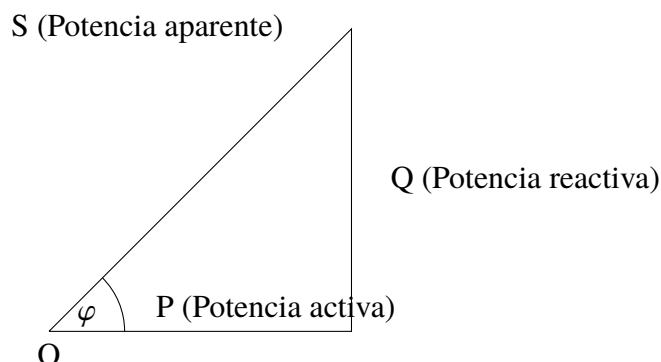 S (Potencia aparente)
Q (Potencia reactiva)
P (Potencia activa)
φ
O